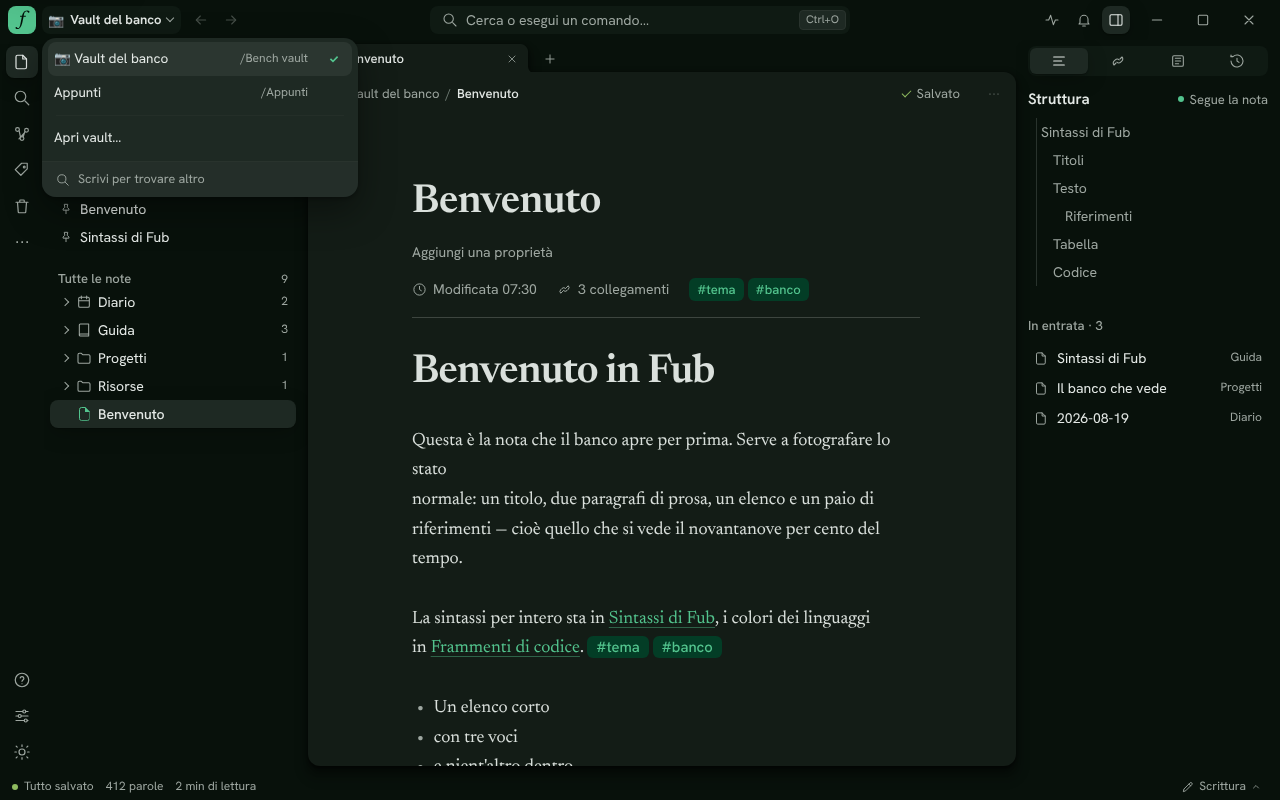 f Vault del banco
Cerca o esegui un comando…
Ctrl+O
Vault del banco /Bench vault
Appunti /Appunti
Apri vault…
Scrivi per trovare altro
Benvenuto
Sintassi di Fub
Tutte le note 9
Diario 2
Guida 3
Progetti 1
Risorse 1
Benvenuto
nvenuto
ault del banco / Benvenuto
Salvato
Benvenuto
Aggiungi una proprietà
Modificata 07:30 3 collegamenti #tema #banco
Benvenuto in Fub
Questa è la nota che il banco apre per prima. Serve a fotografare lo
stato
normale: un titolo, due paragrafi di prosa, un elenco e un paio di
riferimenti — cioè quello che si vede il novantanove per cento del
tempo.
La sintassi per intero sta in Sintassi di Fub, i colori dei linguaggi
in Frammenti di codice. #tema #banco
• Un elenco corto
• con tre voci
• e nient'altro dentro
Struttura Segue la nota
Sintassi di Fub
Titoli
Testo
Riferimenti
Tabella
Codice
In entrata · 3
Sintassi di Fub Guida
Il banco che vede Progetti
2026-08-19 Diario
Tutto salvato 412 parole 2 min di lettura
Scrittura